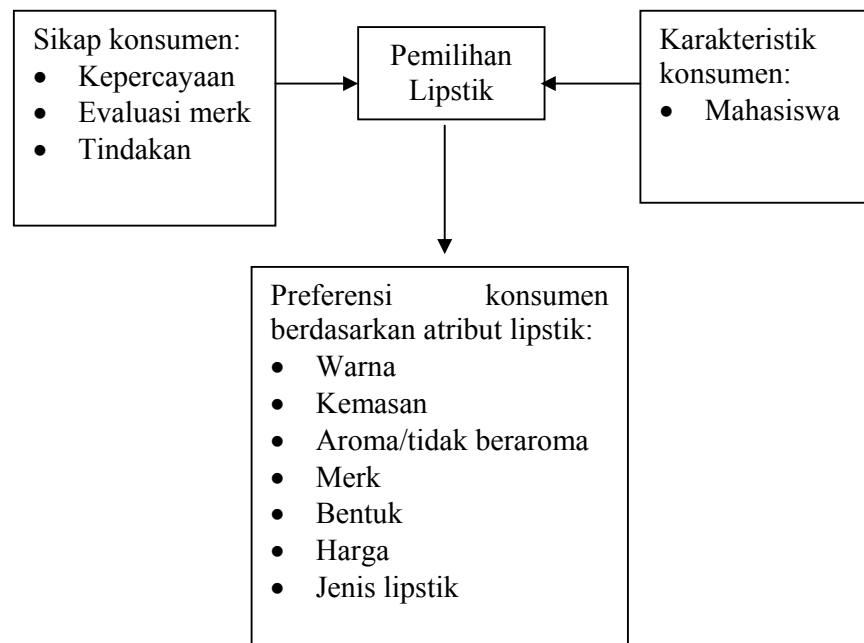 Sikap konsumen:
• Kepercayaan
• Evaluasi merk
• Tindakan
Pemilihan
Lipstik
Karakteristik
konsumen:
• Mahasiswa
Preferensi konsumen
berdasarkan atribut lipstik:
• Warna
• Kemasan
• Aroma/tidak beraroma
• Merk
• Bentuk
• Harga
• Jenis lipstik